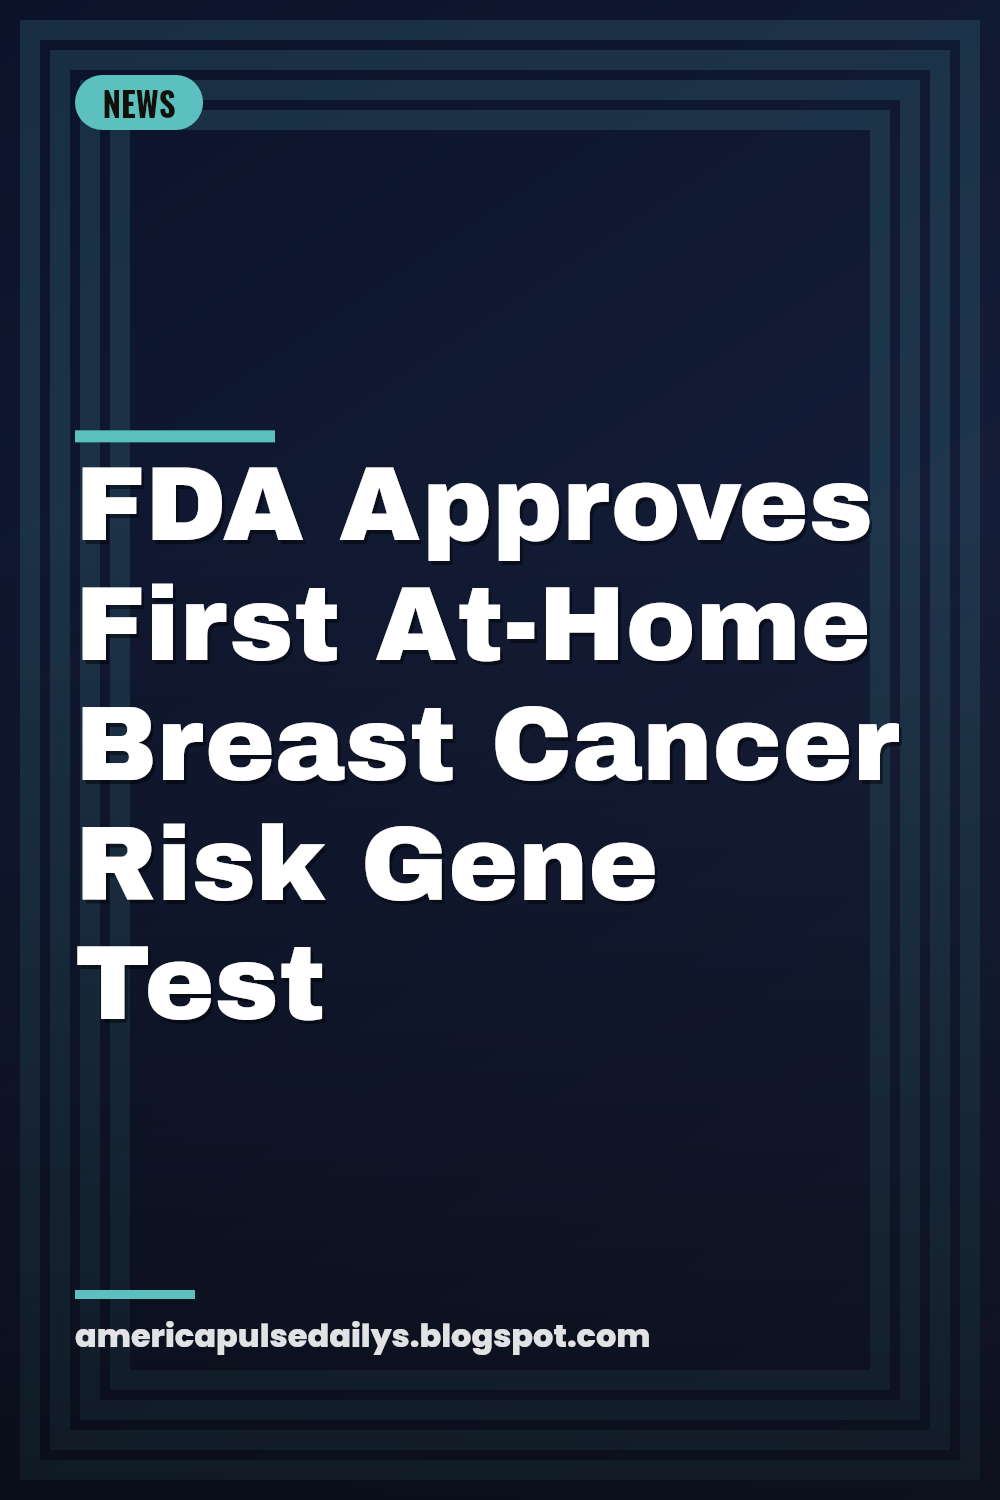 NEWS
FDA Approves
First At-Home
Breast Cancer
Risk Gene
Test
americapulsedailys.blogspot.com